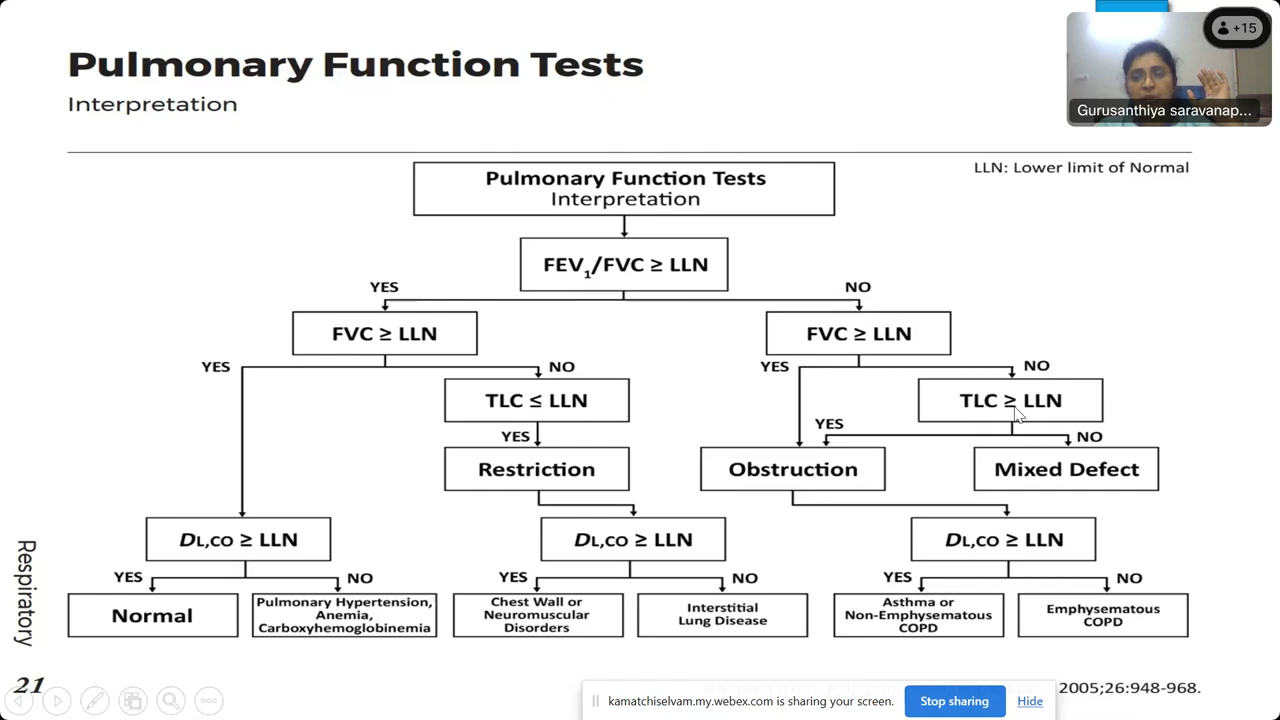 Pulmonary Function Tests
Interpretation
+15
Gurusanthiya saravanap...
LLN: Lower limit of Normal
Pulmonary Function Tests
Interpretation
FEV1/FVC ≥ LLN
YES
NO
FVC ≥ LLN
FVC ≥ LLN
YES
NO
YES
NO
TLC ≤ LLN
TLC ≥ LLN
YES
YES
NO
Restriction
Obstruction
Mixed Defect
DL,CO ≥ LLN
DL,CO ≥ LLN
DL,CO ≥ LLN
YES
NO
YES
NO
YES
NO
Normal
Pulmonary Hypertension,
Anemia,
Carboxyhemoglobinemia
Chest Wall or
Neuromuscular
Disorders
Interstitial
Lung Disease
Asthma or
Non-Emphysematous
COPD
Emphysematous
COPD
Respiratory
21
2005;26:948-968.
kamatchiselvam.my.webex.com is sharing your screen.
Stop sharing
Hide